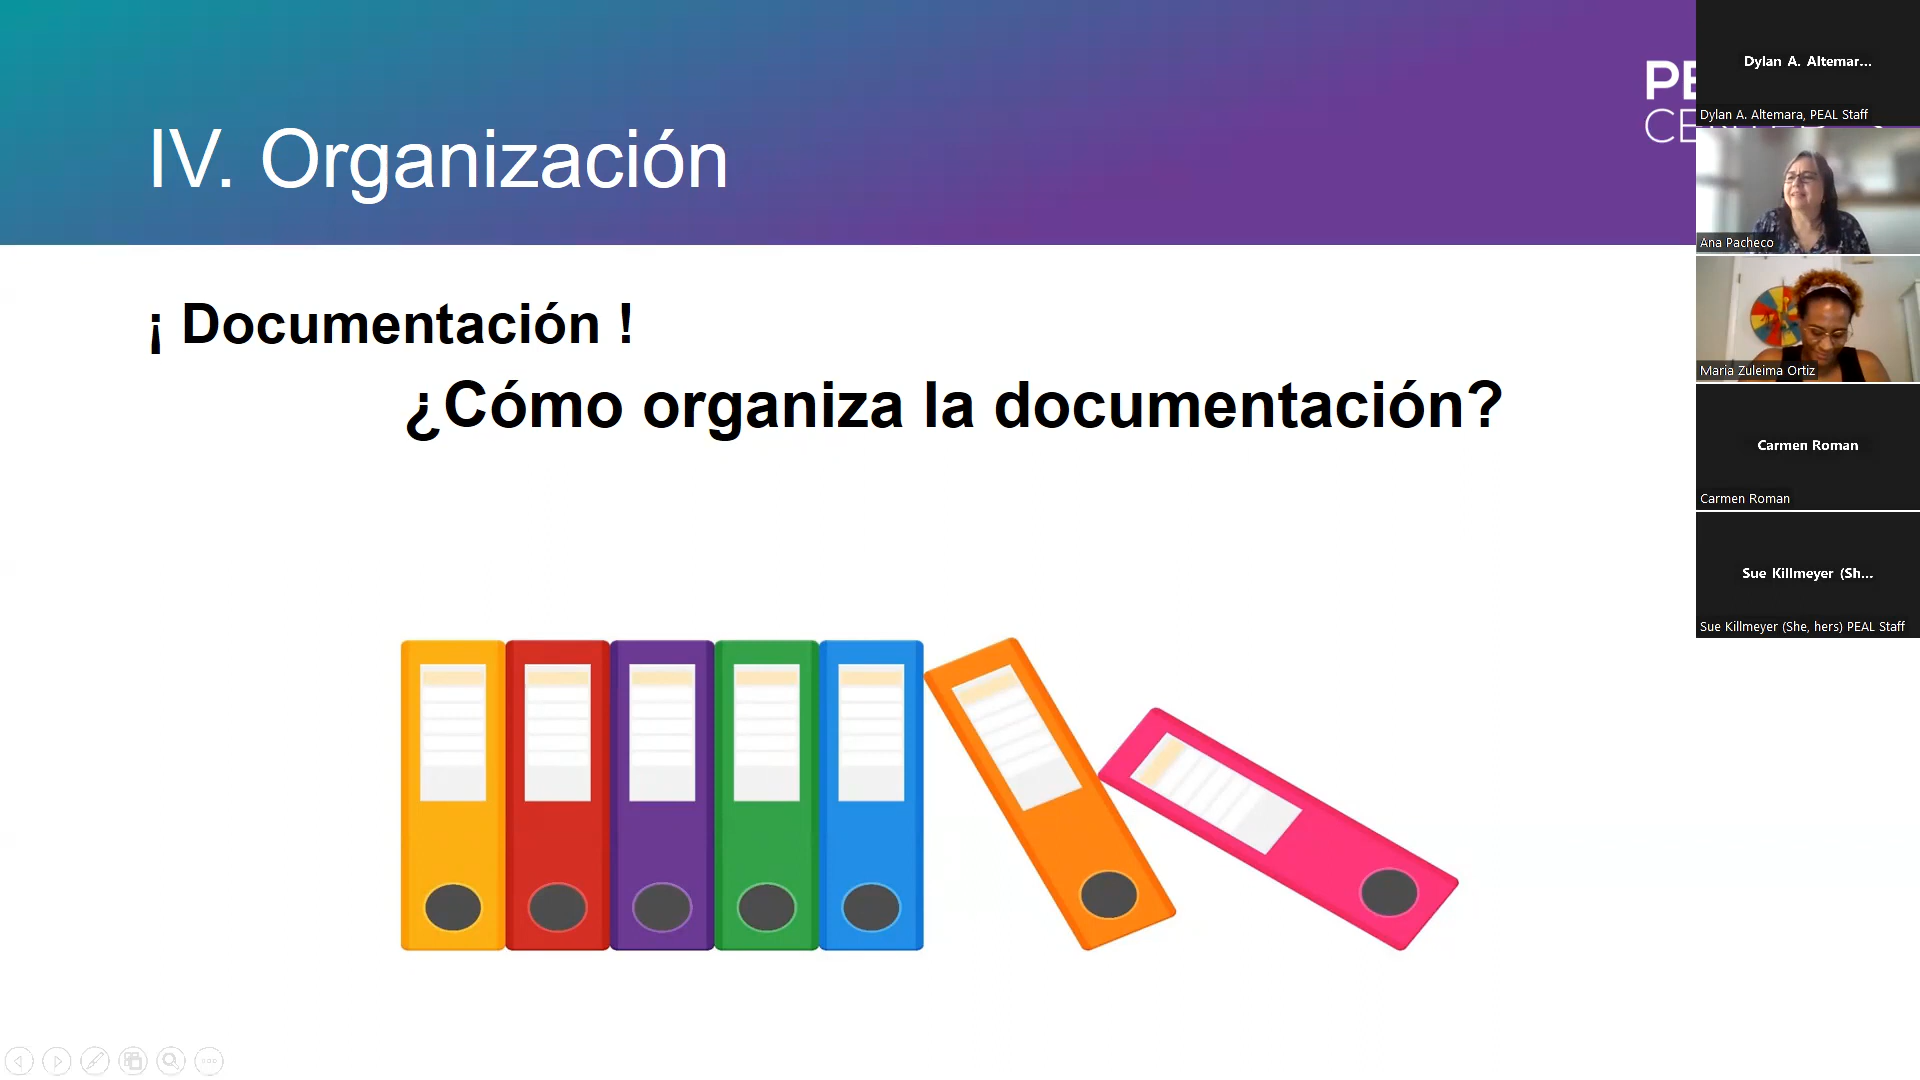 IV. Organización
¡ Documentación !
¿Cómo organiza la documentación?
Dylan A. Altemar...
Dylan A. Altemara, PEAL Staff
Ana Pacheco
Maria Zuleima Ortiz
Carmen Roman
Carmen Roman
Sue Killmeyer (Sh...
Sue Killmeyer (She, hers) PEAL Staff